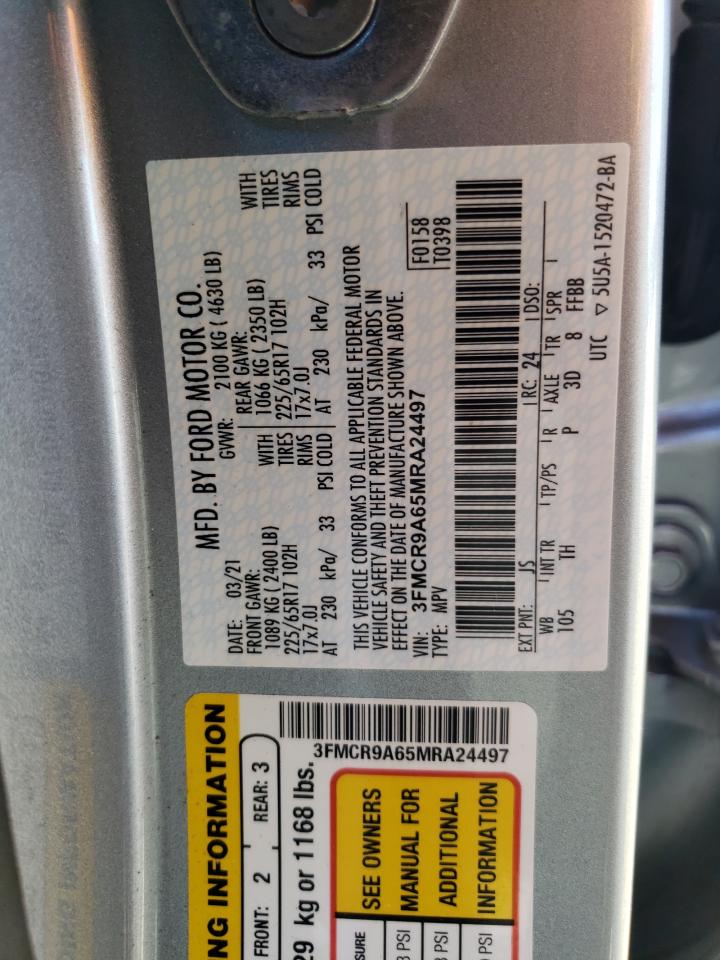 MFD. BY FORD MOTOR CO.
DATE: 03/21 GVWR: 2100 KG ( 4630 LB)
FRONT GAWR: REAR GAWR:
1089 KG ( 2400 LB) WITH 1066 KG ( 2350 LB) WITH
225/65R17 102H TIRES 225/65R17 102H TIRES
17x7.0J RIMS 17x7.0J RIMS
AT 230 kPa/ 33 PSI COLD AT 230 kPa/ 33 PSI COLD
THIS VEHICLE CONFORMS TO ALL APPLICABLE FEDERAL MOTOR
VEHICLE SAFETY AND THEFT PREVENTION STANDARDS IN
EFFECT ON THE DATE OF MANUFACTURE SHOWN ABOVE.
VIN: 3FMCR9A65MRA24497 F0158
TYPE: MPV T0398
EXT PNT: JS RC: 24 DSO:
WB INT TR TP/PS R AXLE TR SPR
105 TH P 3D 8 FFBB
UTC ▽ 5U5A-1520472-BA
NG INFORMATION
FRONT: 2 REAR: 3
3FMCR9A65MRA24497
29 kg or 1168 lbs.
SEE OWNERS
MANUAL FOR
ADDITIONAL
INFORMATION
PSI
PSI
PSI